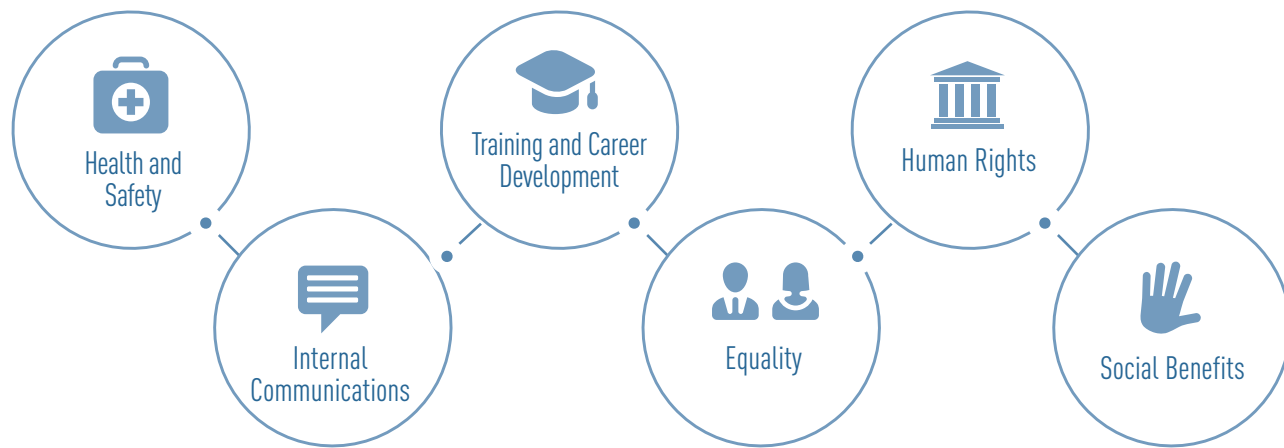 Health and
Safety
Internal
Communications
Training and Career
Development
Equality
Human Rights
Social Benefits